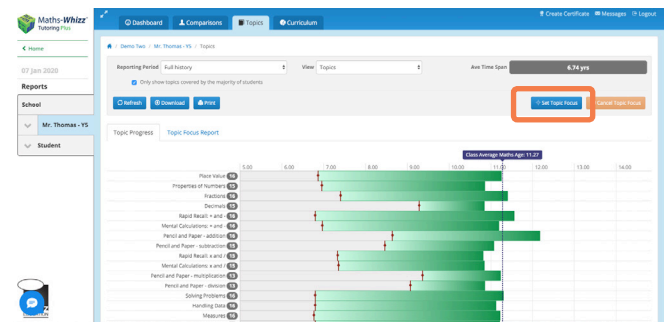 Maths-Whizz®
Tutoring Plus
Dashboard Comparisons Topics Curriculum
Create Certificate Messages Logout
< Home
/ Demo Two / Mr. Thomas - Y5 / Topics
07 Jan 2020
Reports
School
Mr. Thomas - Y5
Student
Reporting Period Full history View Topics Ave Time Span 6.74 yrs
Only show topics covered by the majority of students
Refresh Download Print Set Topic Focus Cancel Topic Focus
Topic Progress Topic Focus Report
Class Average Maths Age: 11.27
5.00 6.00 7.00 8.00 9.00 10.00 11.00 12.00 13.00 14.00
Place Value 16
Properties of Numbers 15
Fractions 16
Decimals 15
Rapid Recall: + and - 16
Mental Calculations: + and - 16
Pencil and Paper - addition 16
Pencil and Paper - subtraction 15
Rapid Recall: x and / 15
Mental Calculations: x and / 15
Pencil and Paper - multiplication 13
Pencil and Paper - division 13
Solving Problems 16
Handling Data 16
Measures 16